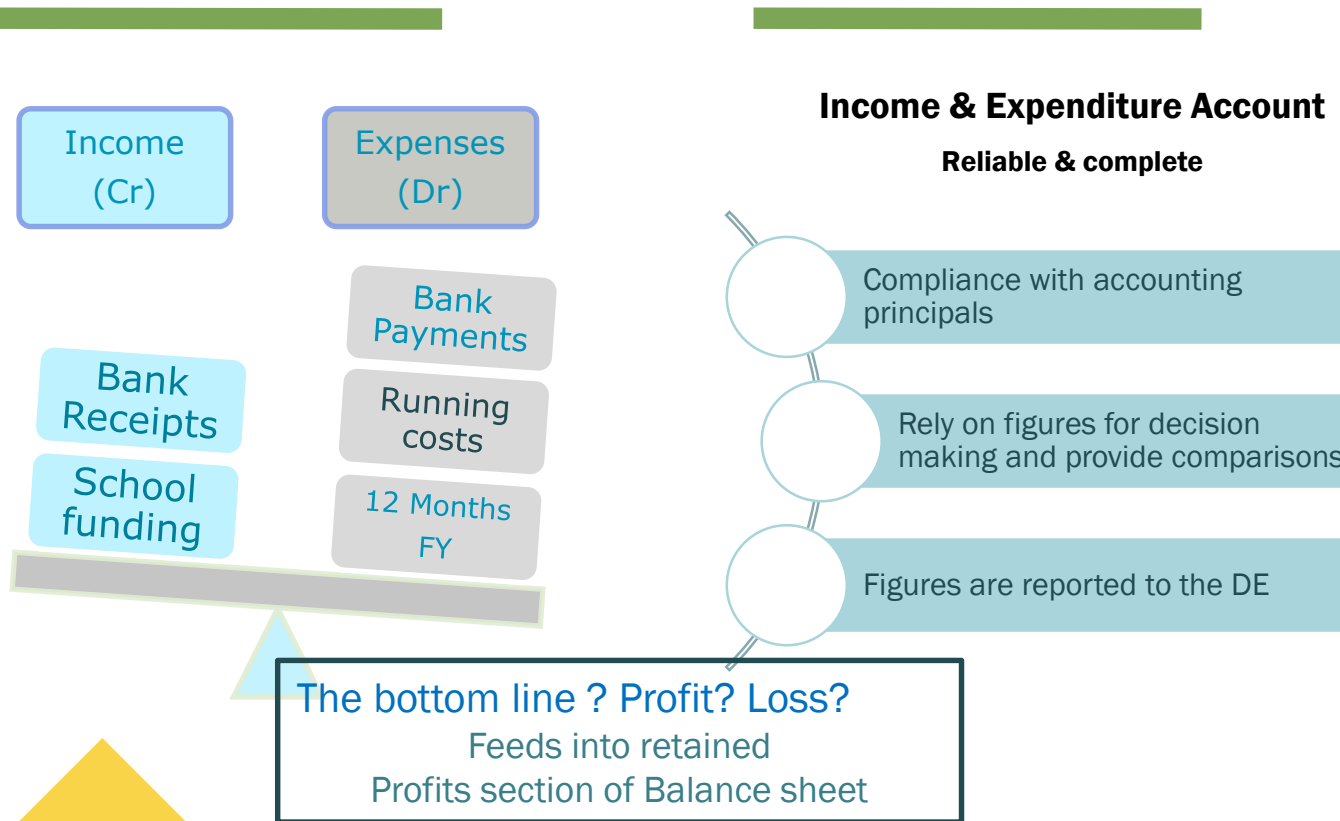 Income
(Cr)
Expenses
(Dr)
Bank
Receipts
School
funding
Bank
Payments
Running
costs
12 Months
FY
The bottom line ? Profit? Loss?
Feeds into retained
Profits section of Balance sheet
Income & Expenditure Account
Reliable & complete
Compliance with accounting
principals
Rely on figures for decision
making and provide comparisons
Figures are reported to the DE